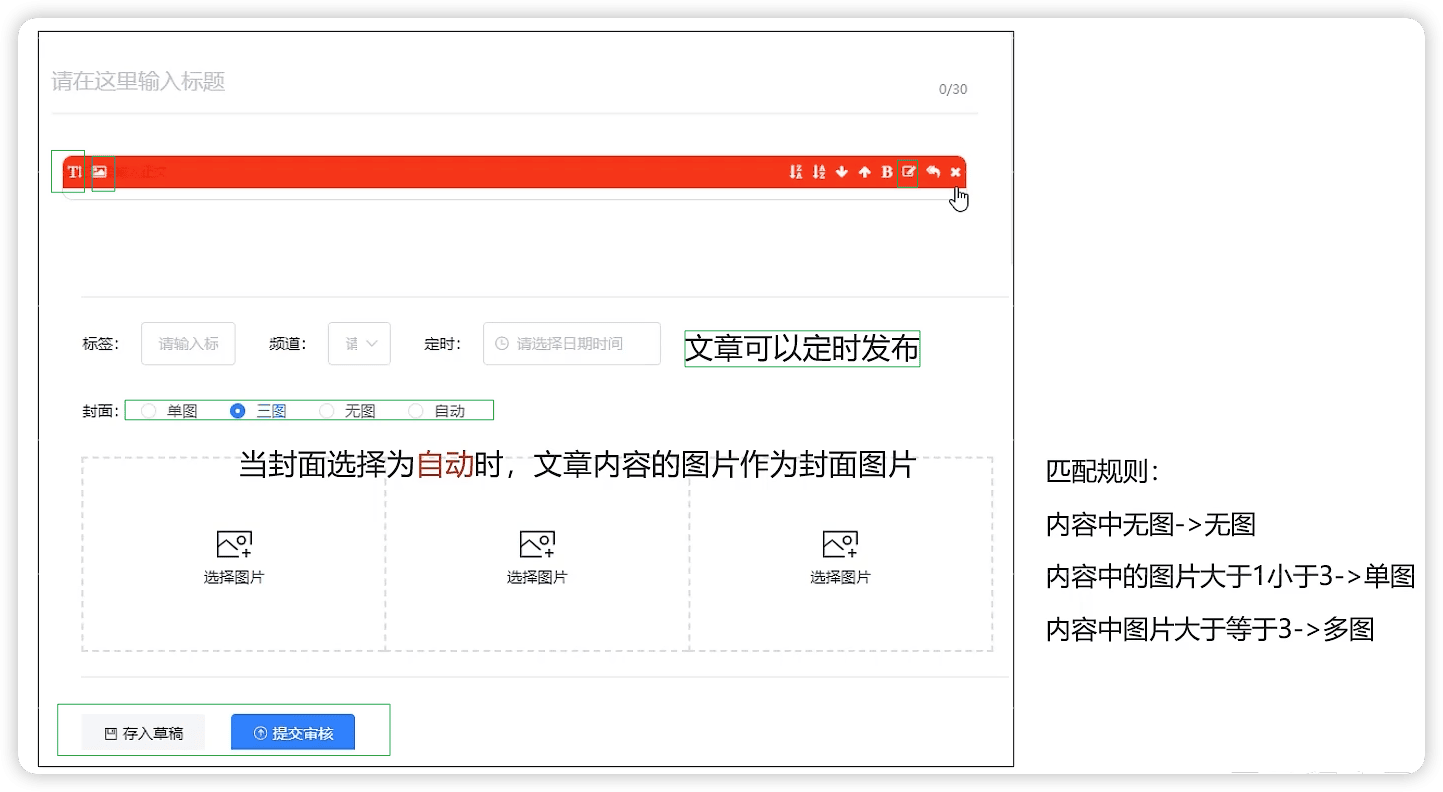 请在这里输入标题
0/30
标签: 请输入标 频道: 定时: 请选择日期时间 文章可以定时发布
封面: 单图 三图 无图 自动
当封面选择为自动时，文章内容的图片作为封面图片
选择图片 选择图片 选择图片
存入草稿 提交审核
匹配规则:
内容中无图->无图
内容中的图片大于1小于3->单图
内容中图片大于等于3->多图